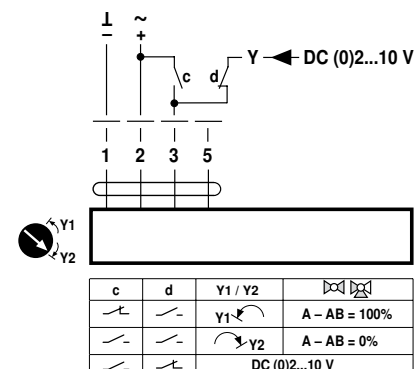 ⊥ ~
– +
c d Y DC (0)2...10 V
1 2 3 5
Y1
Y2
c d Y1 / Y2
Y1 A – AB = 100%
Y2 A – AB = 0%
DC (0)2...10 V